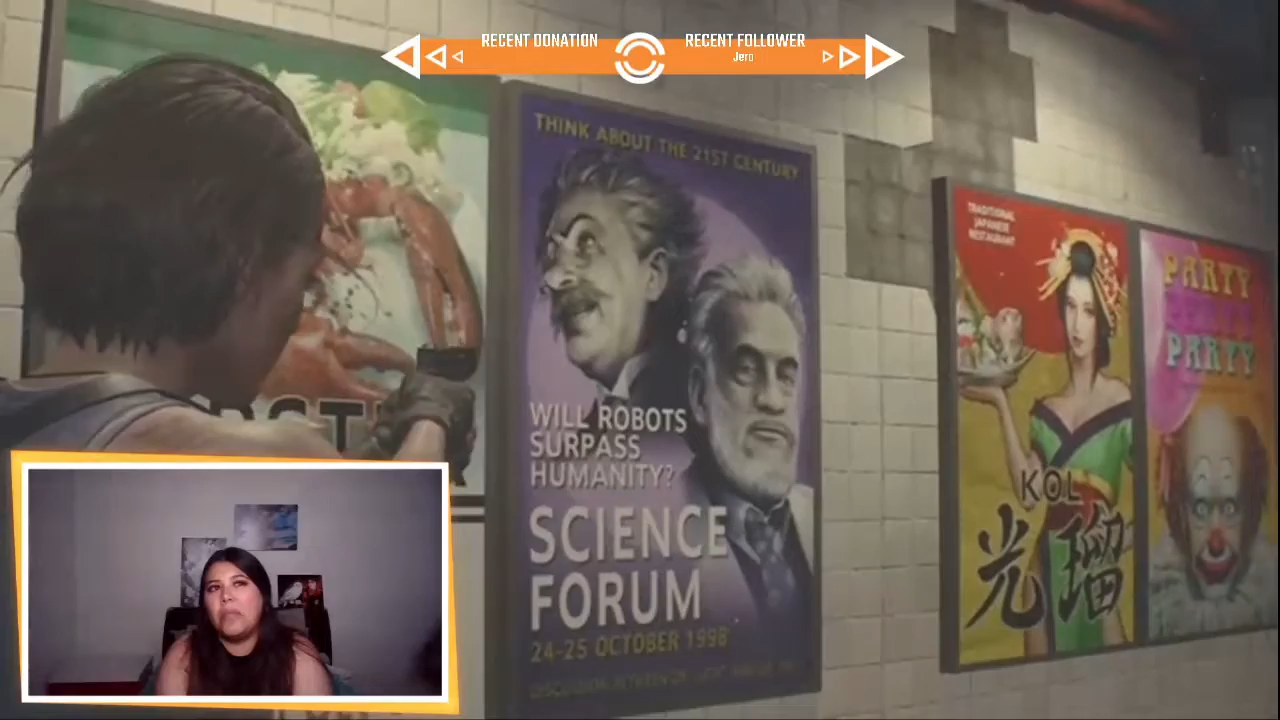 RECENT DONATION
RECENT FOLLOWER
Jero
THINK ABOUT THE 21ST CENTURY
WILL ROBOTS
SURPASS
HUMANITY?
SCIENCE
FORUM
24-25 OCTOBER 1998
TRADITIONAL
JAPANESE
RESTAURANT
KOL
光瑠
PARTY
PARTY
PARTY